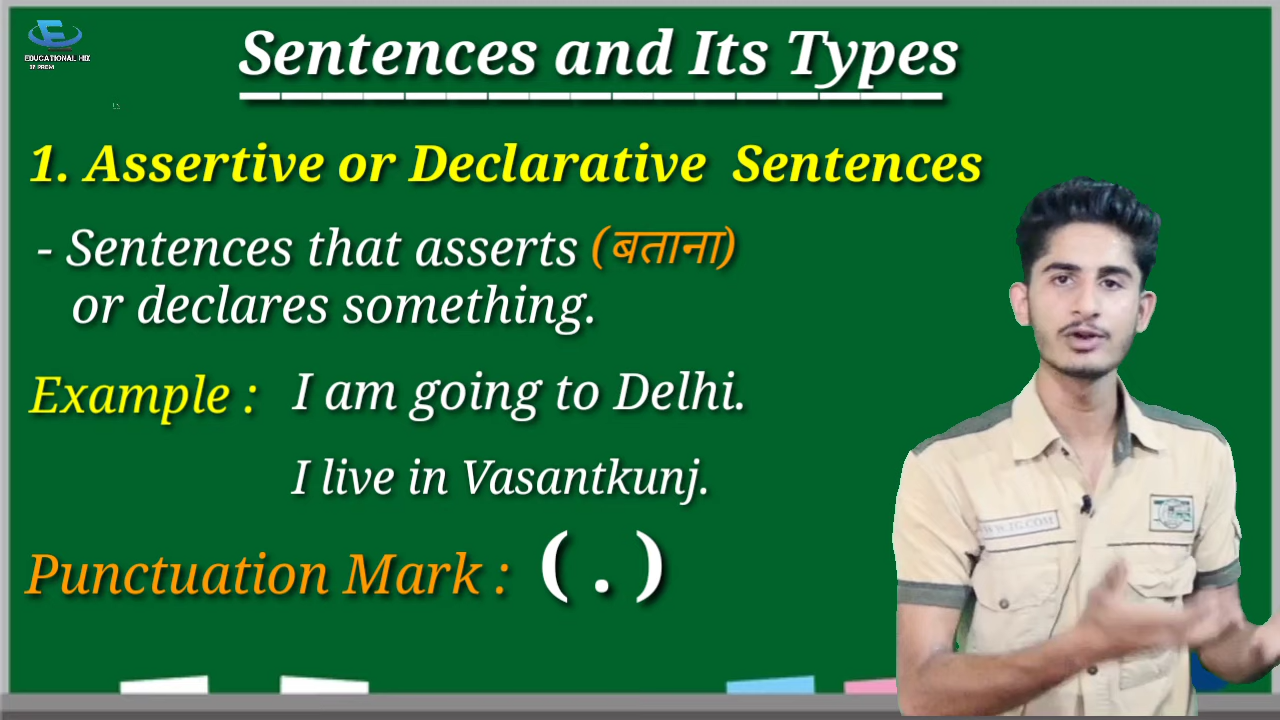 EDUCATIONAL MIX
Sentences and Its Types
1. Assertive or Declarative Sentences
- Sentences that asserts (बताना)
or declares something.
Example : I am going to Delhi.
I live in Vasantkunj.
Punctuation Mark : ( . )